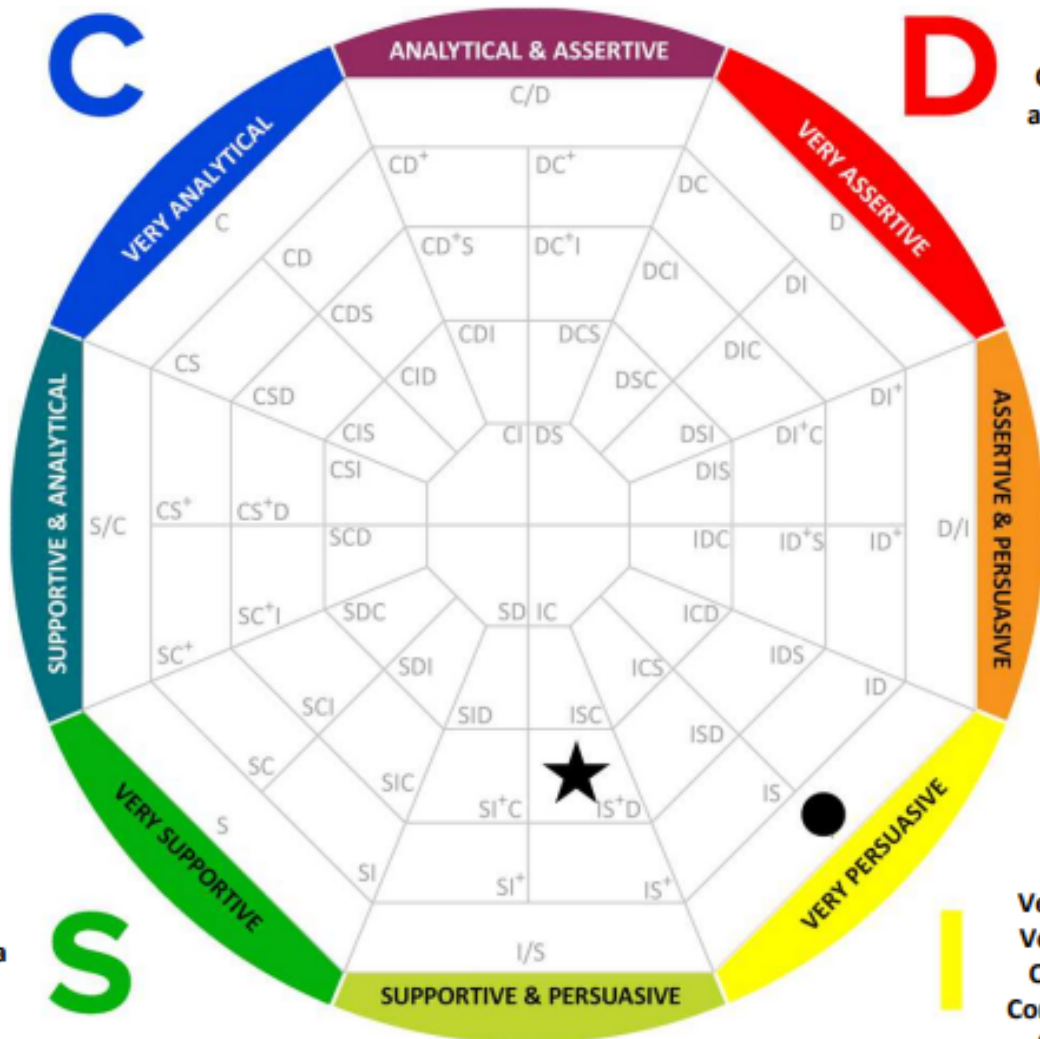 C
ANALYTICAL & ASSERTIVE
D
C/D
VERY ANALYTICAL
VERY ASSERTIVE
a
CD+
DC+
DC
C
D
CD
CD+S
DC+I
DCI
DI
CDS
CDI
DCS
DIC
CS
CID
DSC
CSD
DI+
CIS
CI
DS
DSI
DI+C
CSI
DIS
SUPPORTIVE & ANALYTICAL
S/C
CS+
CS+D
SCD
IDC
ID+S
ID+
D/I
ASSERTIVE & PERSUASIVE
SC+I
SDC
SD
IC
ICD
SC+
SDI
ICS
IDS
ID
SCI
SID
ISC
ISD
SC
SIC
SI+C
IS+D
IS
S
SI
SI+
IS+
VERY SUPPORTIVE
VERY PERSUASIVE
I/S
S
a
SUPPORTIVE & PERSUASIVE
I